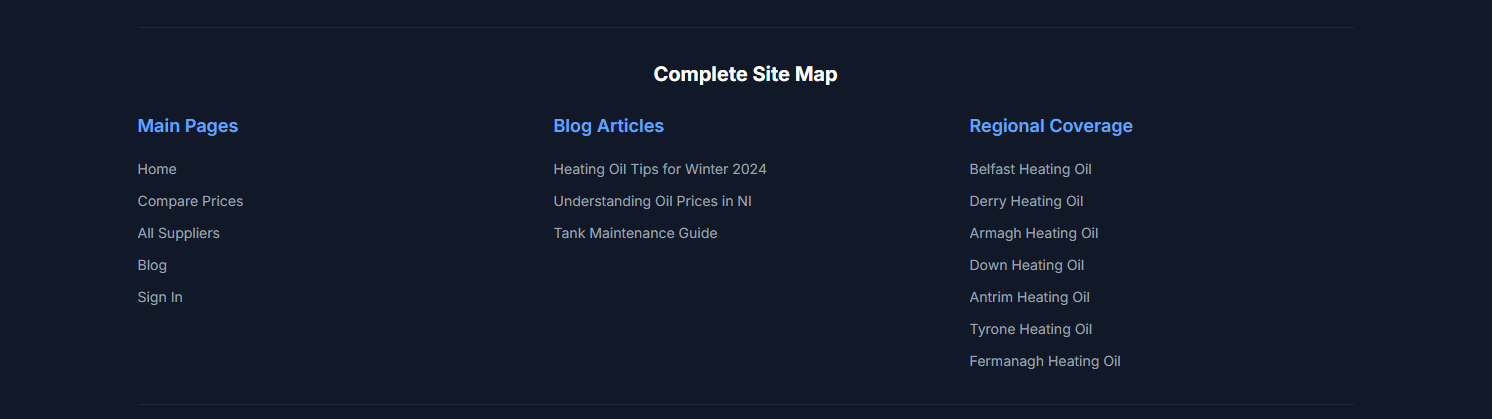 Complete Site Map
Main Pages
Home
Compare Prices
All Suppliers
Blog
Sign In
Blog Articles
Heating Oil Tips for Winter 2024
Understanding Oil Prices in NI
Tank Maintenance Guide
Regional Coverage
Belfast Heating Oil
Derry Heating Oil
Armagh Heating Oil
Down Heating Oil
Antrim Heating Oil
Tyrone Heating Oil
Fermanagh Heating Oil